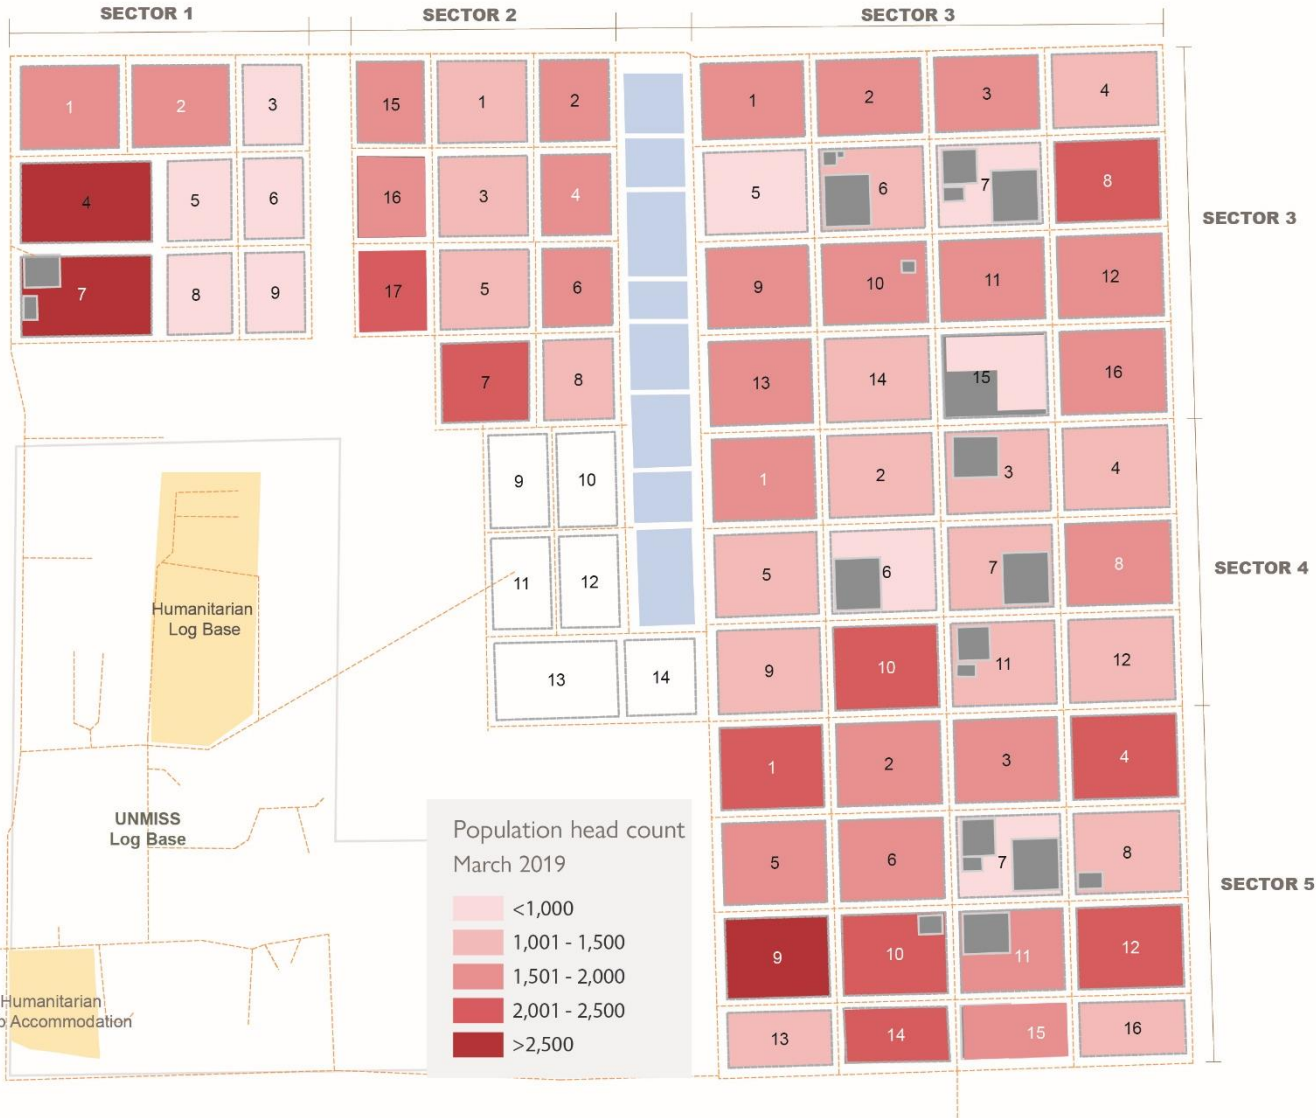 SECTOR 1
SECTOR 2
SECTOR 3
1 2 3
15 1 2
1 2 3 4
4 5 6
16 3 4
5 6 7 8
SECTOR 3
7 8 9
17 5 6
9 10 11 12
7 8
13 14 15 16
9 10
1 2 3 4
11 12
5 6 7 8
SECTOR 4
Humanitarian
Log Base
13 14
9 10 11 12
1 2 3 4
UNMISS
Log Base
5 6 7 8
SECTOR 5
9 10 11 12
13 14 15 16
Population head count
March 2019
<1,000
1,001 - 1,500
1,501 - 2,000
2,001 - 2,500
>2,500
Humanitarian
Accommodation